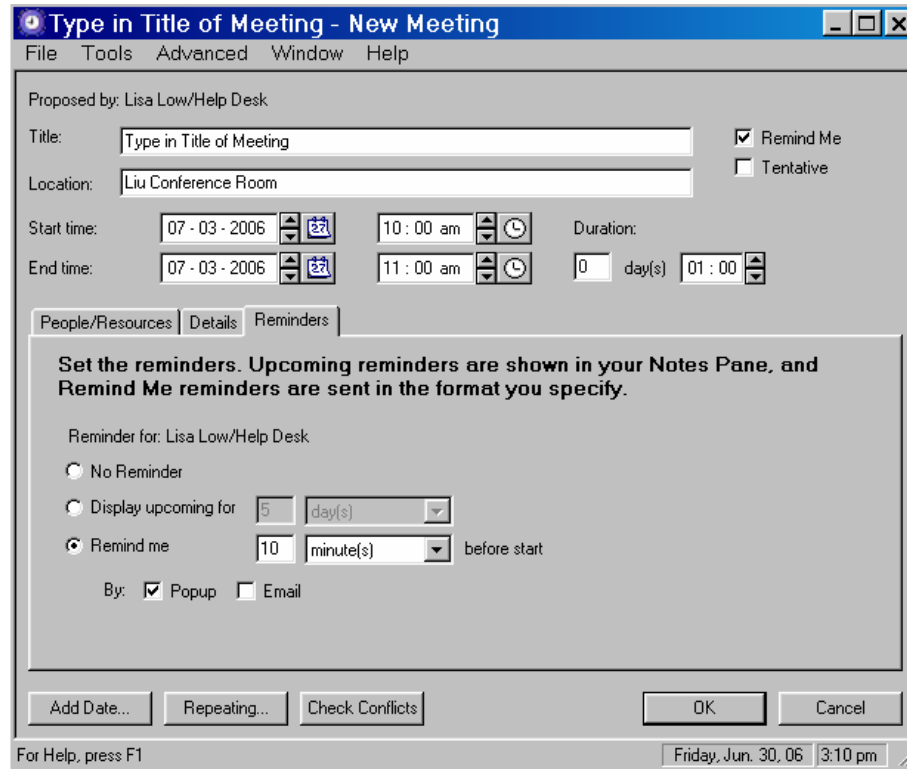 Type in Title of Meeting - New Meeting
File Tools Advanced Window Help
Proposed by: Lisa Low/Help Desk
Title: Type in Title of Meeting
Remind Me
Tentative
Location: Liu Conference Room
Start time: 07 - 03 - 2006 27 10 : 00 am Duration:
End time: 07 - 03 - 2006 27 11 : 00 am 0 day(s) 01 : 00
People/Resources Details Reminders
Set the reminders. Upcoming reminders are shown in your Notes Pane, and
Remind Me reminders are sent in the format you specify.
Reminder for: Lisa Low/Help Desk
No Reminder
Display upcoming for 5 day(s)
Remind me 10 minute(s) before start
By: Popup Email
Add Date... Repeating... Check Conflicts OK Cancel
For Help, press F1 Friday, Jun. 30, 06 3:10 pm